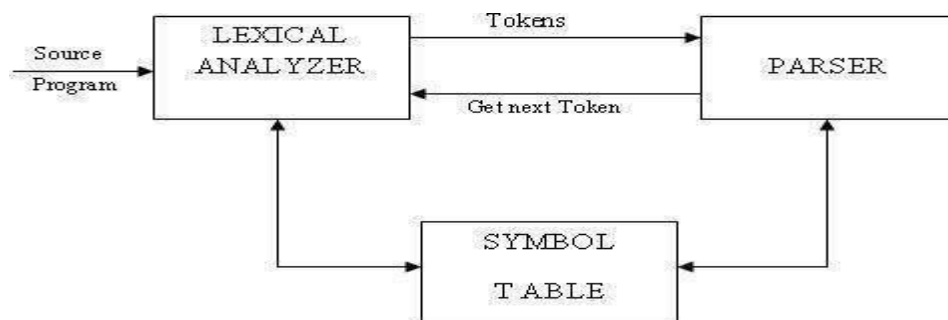 Source
Program
LEXICAL
ANALYZER
Tokens
Get next Token
PARSER
SYMBOL
TABLE